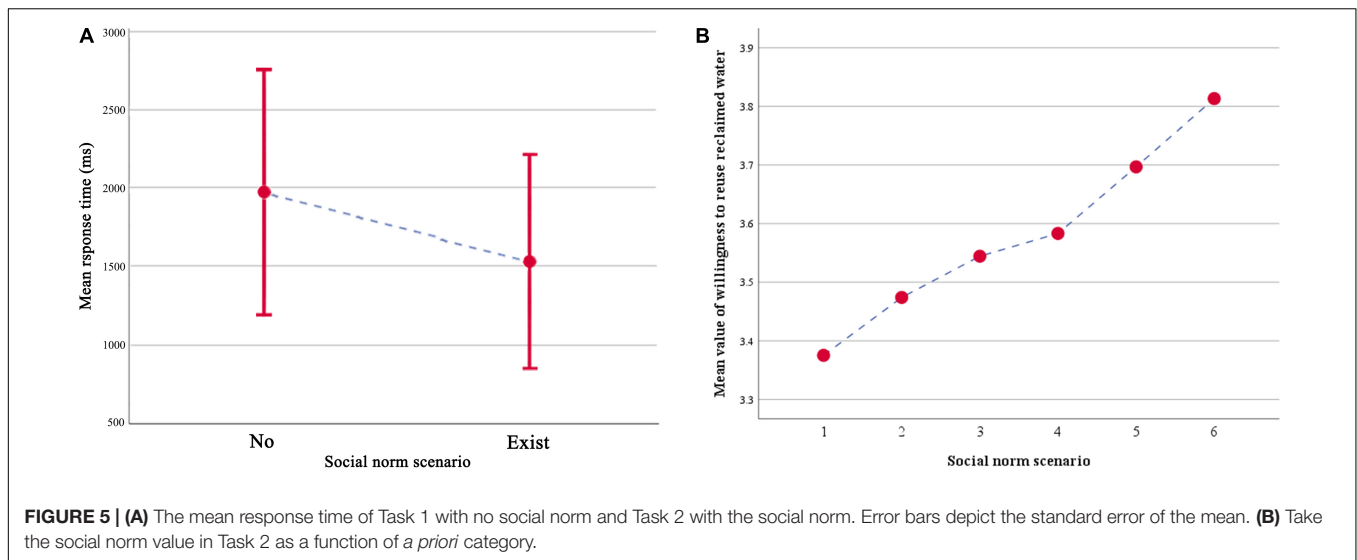 A
3000
2500
2000
1500
1000
500
Mean rsponse time (ms)
No
Exist
Social norm scenario
B
3.9
3.8
3.7
3.6
3.5
3.4
3.3
Mean value of willingness to reuse reclaimed water
1 2 3 4 5 6
Social norm scenario
FIGURE 5 | (A) The mean response time of Task 1 with no social norm and Task 2 with the social norm. Error bars depict the standard error of the mean. (B) Take
the social norm value in Task 2 as a function of a priori category.